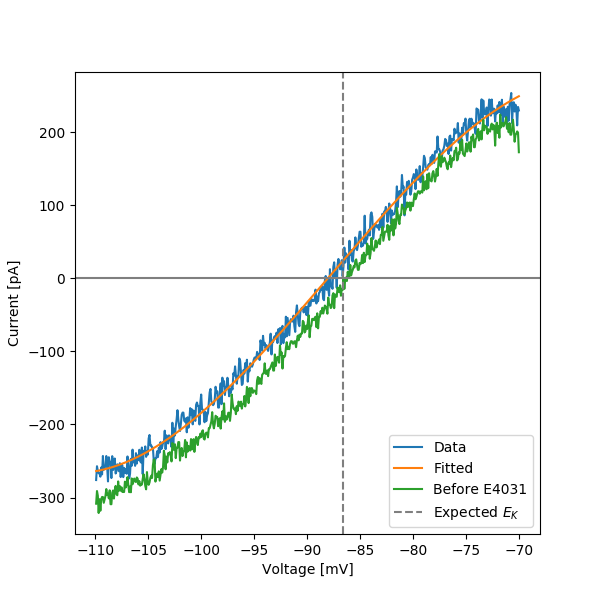 200
100
0
−100
−200
−300
Current [pA]
Data
Fitted
Before E4031
Expected E_K
−110 −105 −100 −95 −90 −85 −80 −75 −70
Voltage [mV]